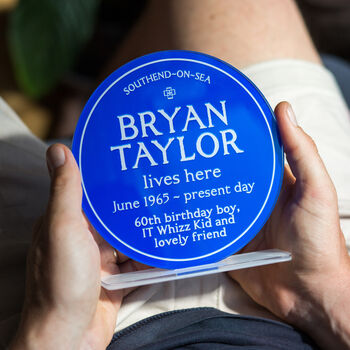 SOUTHEND~ON~SEA
BRYAN
TAYLOR
lives here
June 1965 ~ present day
60th birthday boy,
IT Whizz Kid and
lovely friend